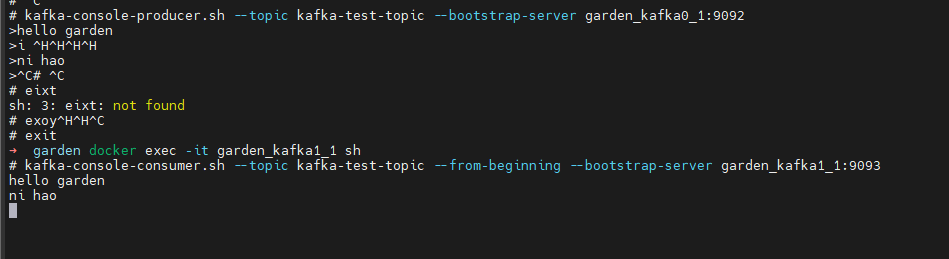 # ^C
# kafka-console-producer.sh --topic kafka-test-topic --bootstrap-server garden_kafka0_1:9092
>hello garden
>i ^H^H^H^H
>ni hao
>^C# ^C
# eixt
sh: 3: eixt: not found
# exoy^H^H^C
# exit
➜  garden docker exec -it garden_kafka1_1 sh
# kafka-console-consumer.sh --topic kafka-test-topic --from-beginning --bootstrap-server garden_kafka1_1:9093
hello garden
ni hao